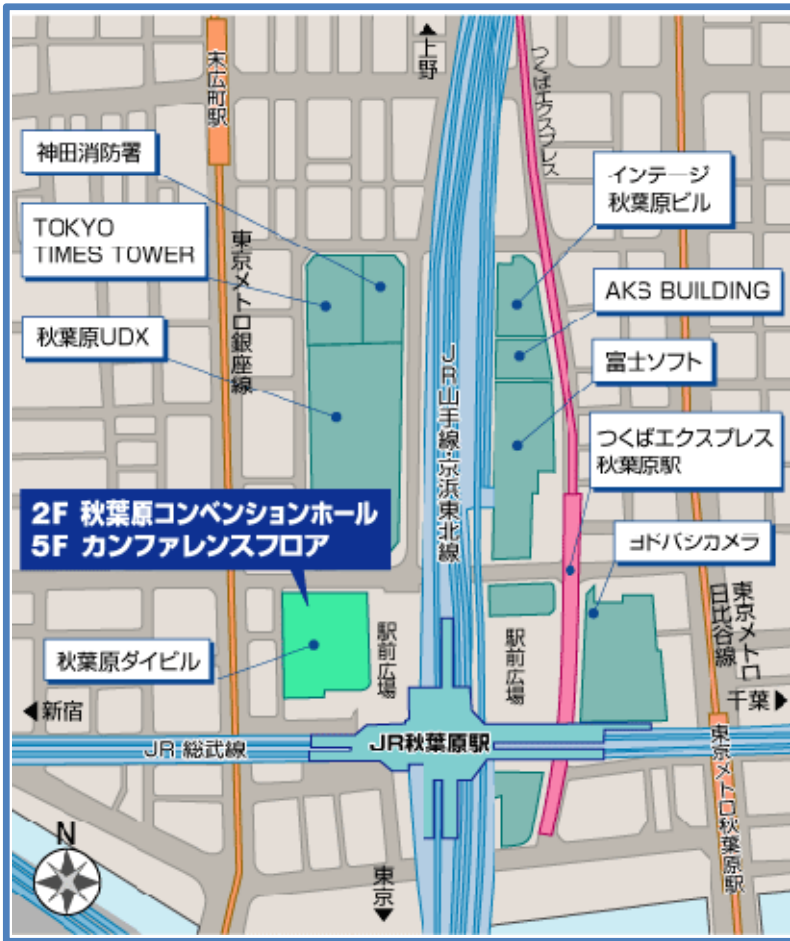 ▲上野
つくばエクスプレス
末広町駅
神田消防署
インテージ
秋葉原ビル
TOKYO
TIMES TOWER
東京メトロ銀座線
AKS BUILDING
秋葉原UDX
JR山手線・京浜東北線
富士ソフト
つくばエクスプレス
秋葉原駅
2F 秋葉原コンベンションホール
5F カンファレンスフロア
ヨドバシカメラ
東京メトロ
日比谷線
秋葉原ダイビル
駅前広場
駅前広場
◀新宿
千葉▶
JR 総武線
JR秋葉原駅
東京メトロ秋葉原駅
N
東京▼